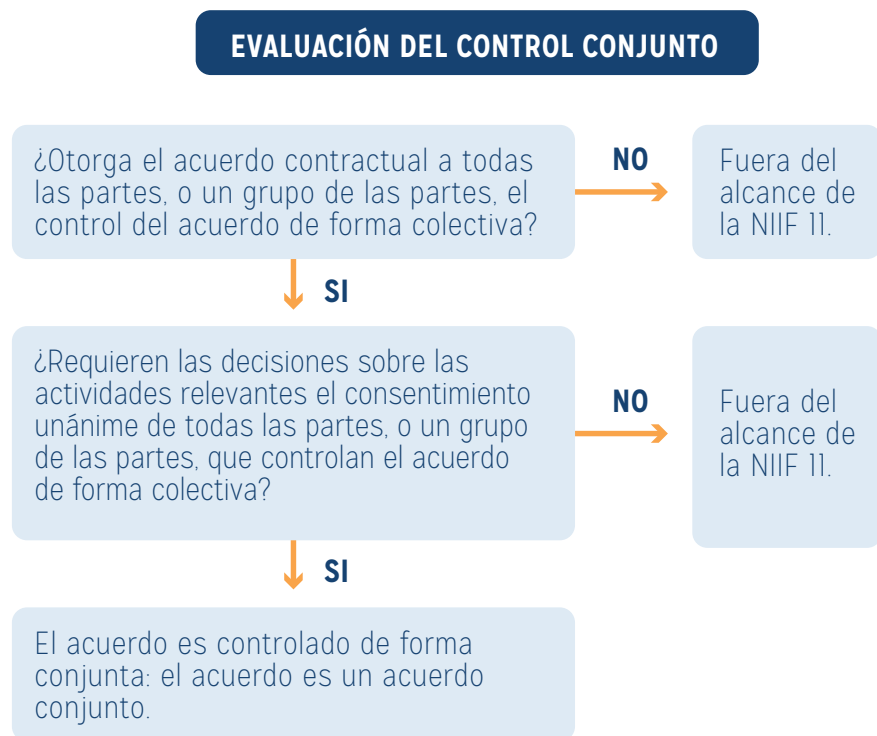 EVALUACIÓN DEL CONTROL CONJUNTO
¿Otorga el acuerdo contractual a todas
las partes, o un grupo de las partes, el
control del acuerdo de forma colectiva?
NO
Fuera del
alcance de
la NIIF 11.
SI
¿Requieren las decisiones sobre las
actividades relevantes el consentimiento
unánime de todas las partes, o un grupo
de las partes, que controlan el acuerdo
de forma colectiva?
NO
Fuera del
alcance de
la NIIF 11.
SI
El acuerdo es controlado de forma
conjunta: el acuerdo es un acuerdo
conjunto.